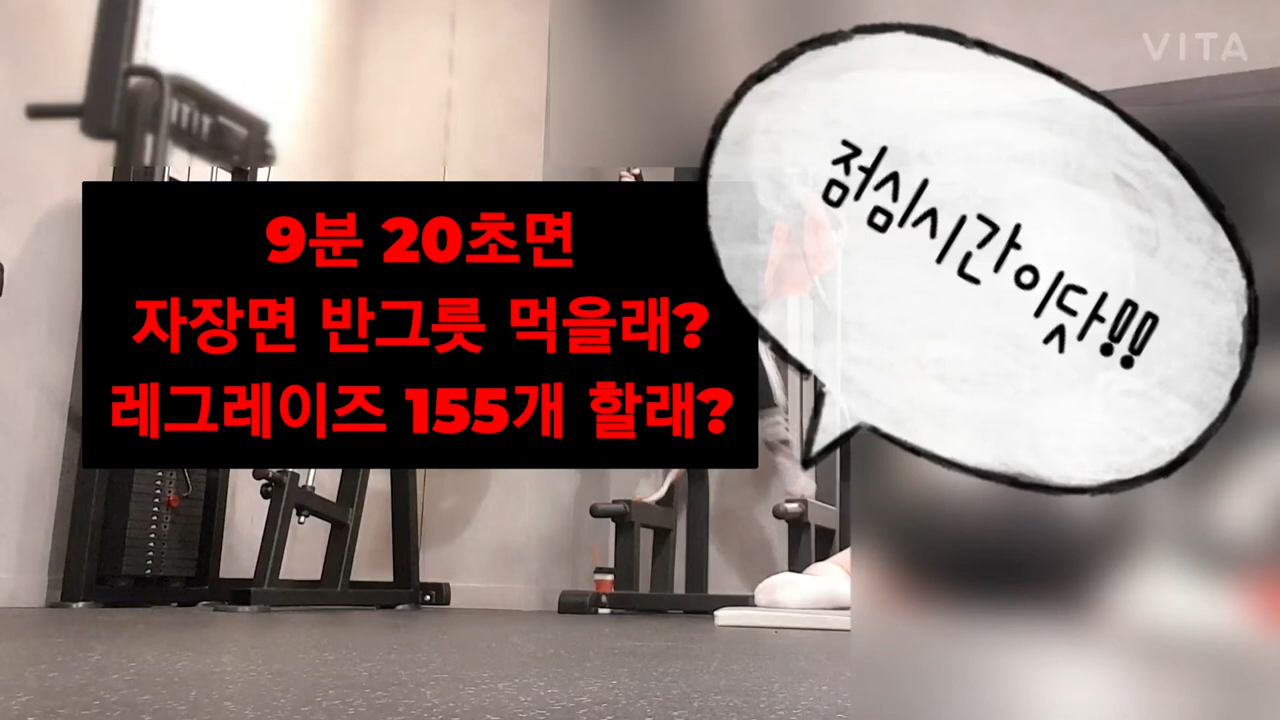 VITA
9분 20초면
자장면 반그릇 먹을래?
레그레이즈 155개 할래?
점심시간이닷!!